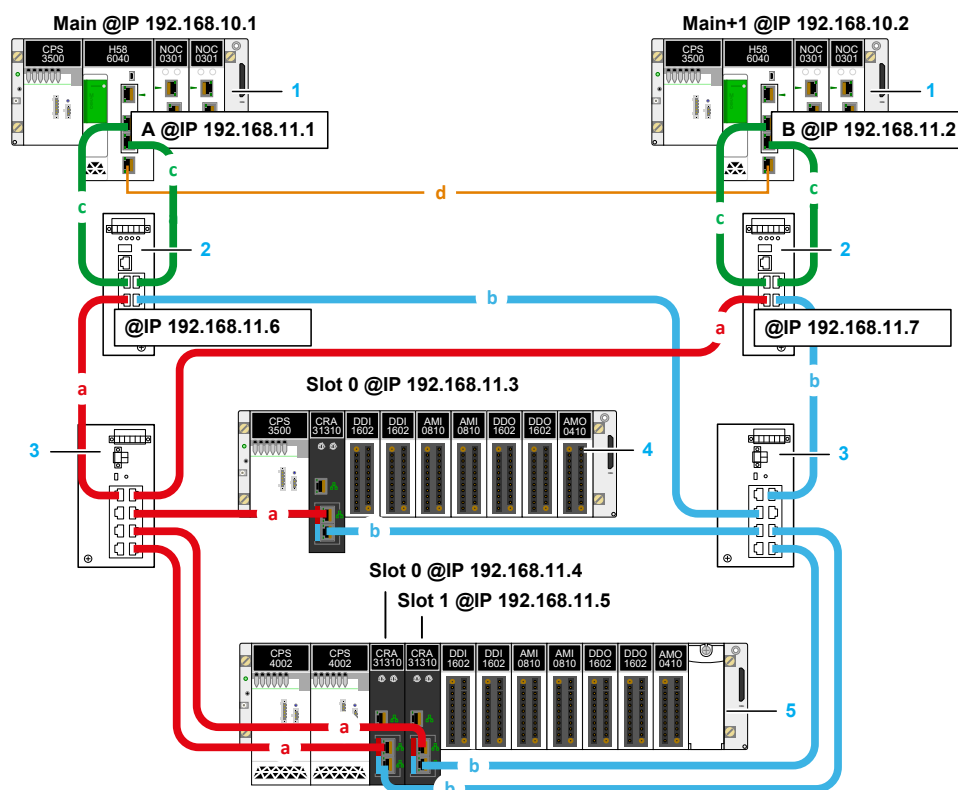 Main @IP 192.168.10.1
Main+1 @IP 192.168.10.2
CPS 3500
H58 6040
NOC 0301
NOC 0301
1
CPS 3500
H58 6040
NOC 0301
NOC 0301
1
A @IP 192.168.11.1
B @IP 192.168.11.2
c
c
d
c
c
2
2
b
@IP 192.168.11.6
a
@IP 192.168.11.7
a
b
Slot 0 @IP 192.168.11.3
CPS 3500
CRA 31310
DDI 1602
DDI 1602
AMI 0810
AMI 0810
DDO 1602
DDO 1602
AMO 0410
3
4
3
a
b
Slot 0 @IP 192.168.11.4
Slot 1 @IP 192.168.11.5
CPS 4002
CPS 4002
CRA 31310
CRA 31310
DDI 1602
DDI 1602
AMI 0810
AMI 0810
DDO 1602
DDO 1602
AMO 0410
5
a
a
b
b